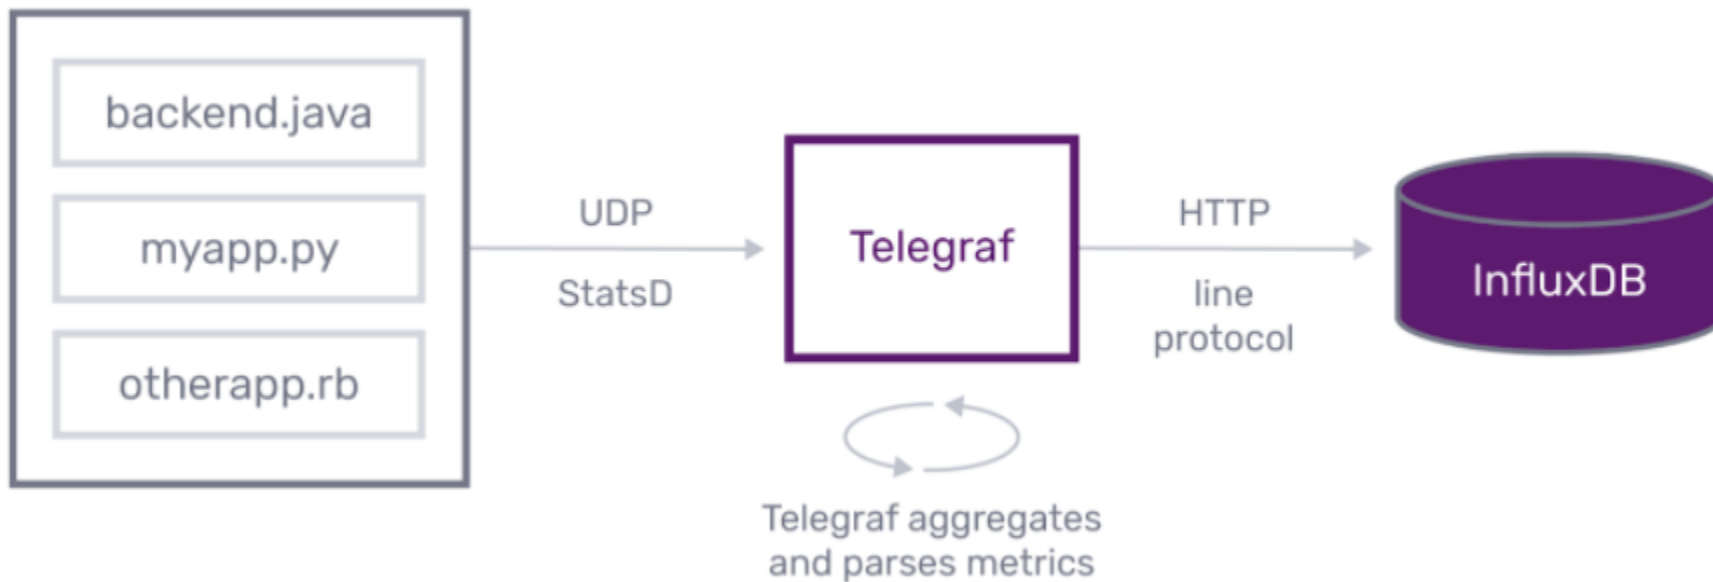 backend.java
myapp.py
otherapp.rb
UDP
StatsD
Telegraf
Telegraf aggregates
and parses metrics
HTTP
line
protocol
InfluxDB